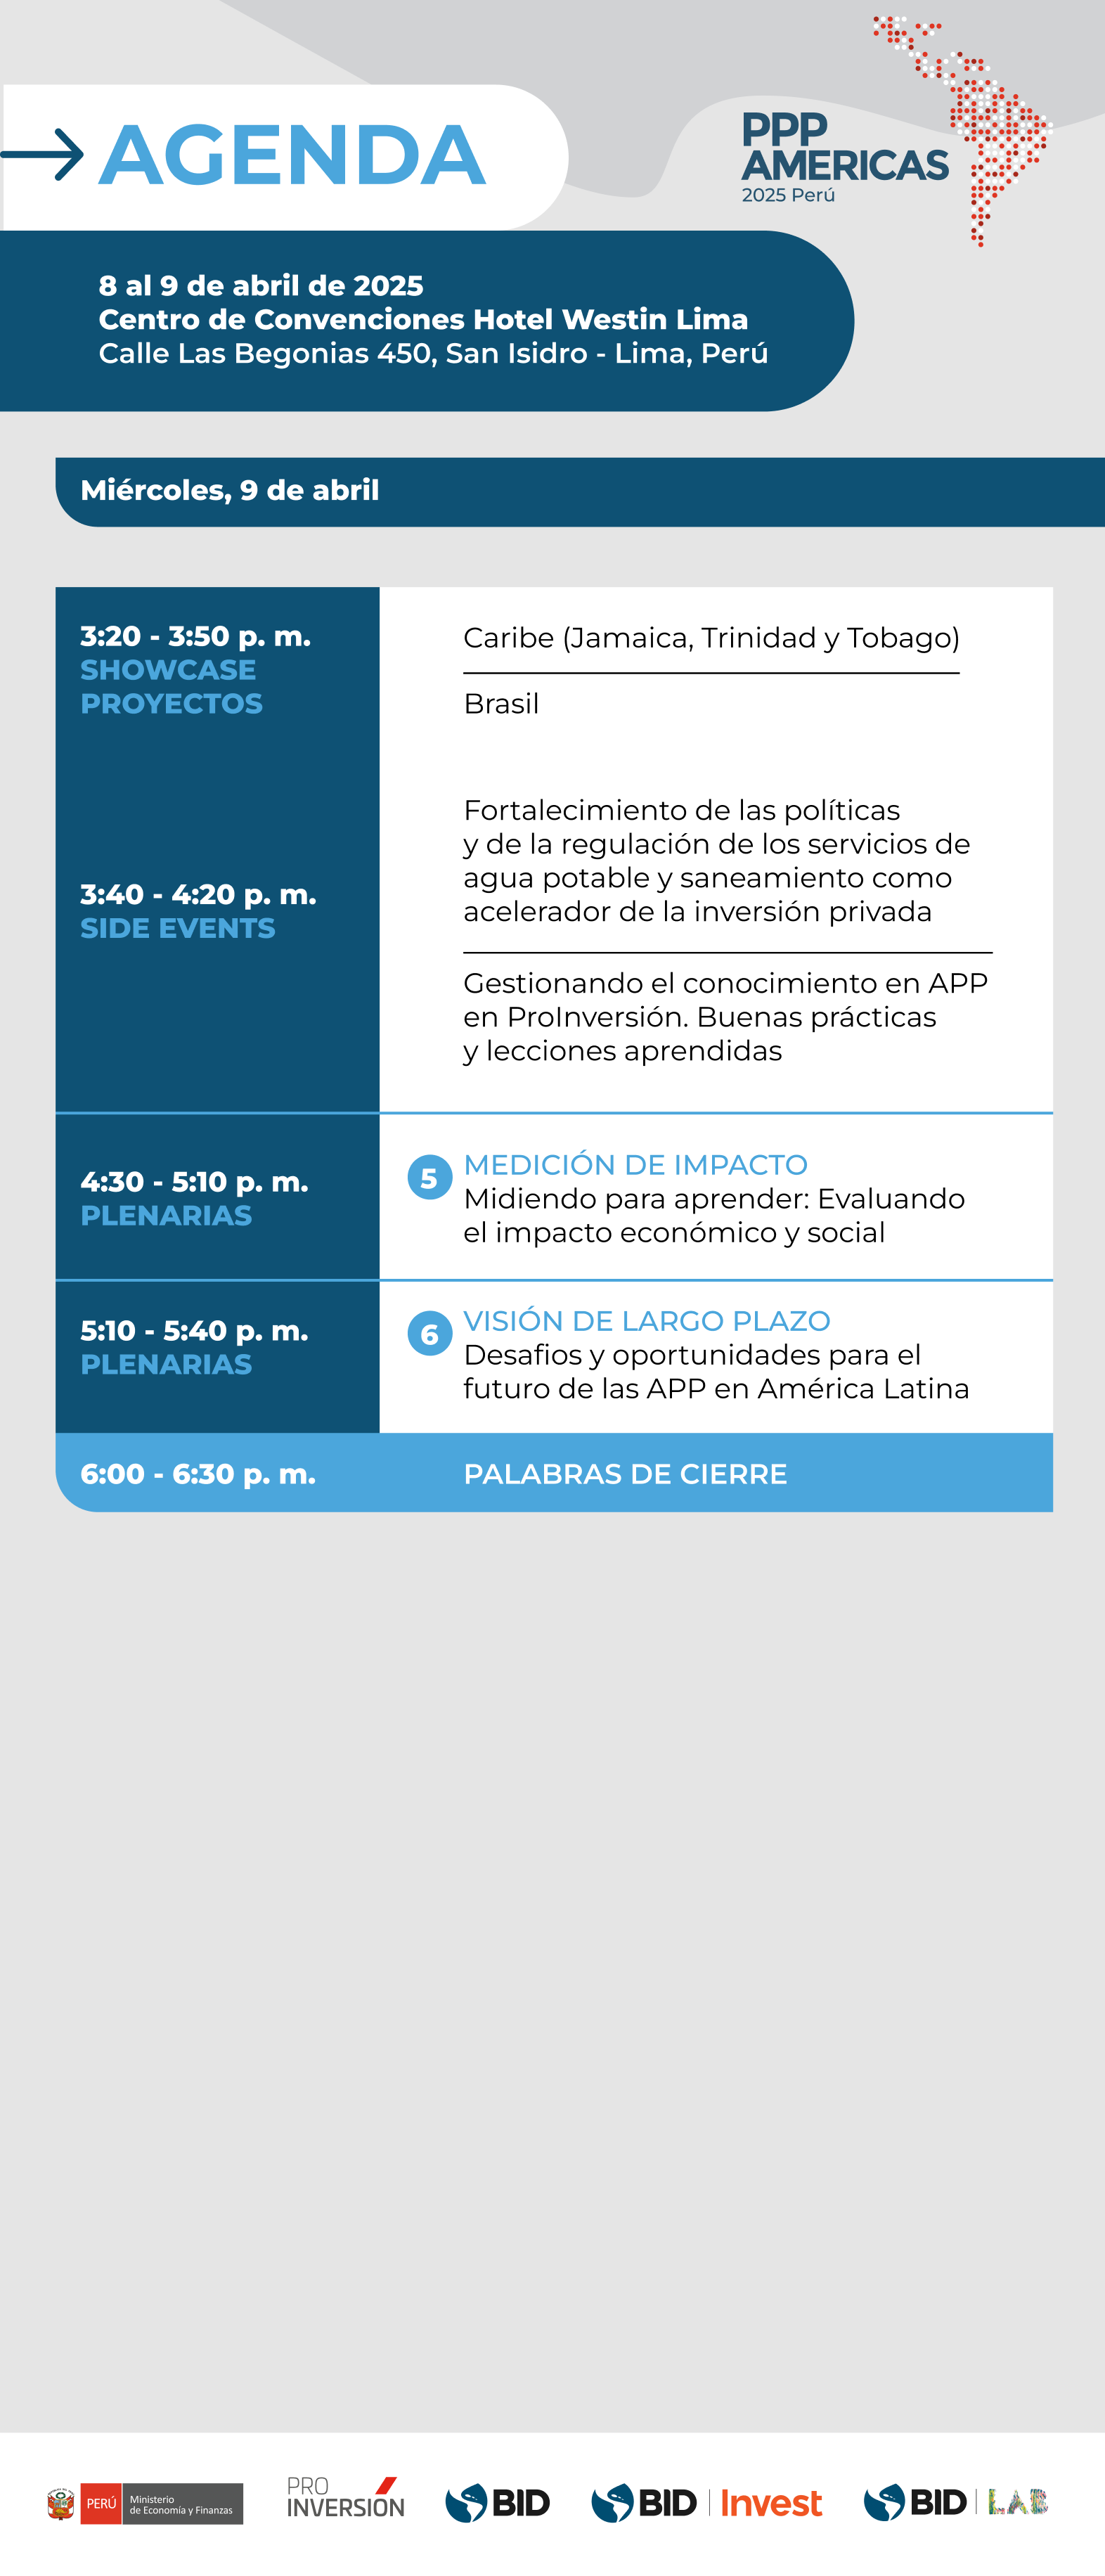 AGENDA
PPP
AMERICAS
2025 Perú
8 al 9 de abril de 2025
Centro de Convenciones Hotel Westin Lima
Calle Las Begonias 450, San Isidro - Lima, Perú
Miércoles, 9 de abril
3:20 - 3:50 p. m.
SHOWCASE
PROYECTOS
Caribe (Jamaica, Trinidad y Tobago)
Brasil
3:40 - 4:20 p. m.
SIDE EVENTS
Fortalecimiento de las políticas
y de la regulación de los servicios de
agua potable y saneamiento como
acelerador de la inversión privada
Gestionando el conocimiento en APP
en ProInversión. Buenas prácticas
y lecciones aprendidas
4:30 - 5:10 p. m.
PLENARIAS
5 MEDICIÓN DE IMPACTO
Midiendo para aprender: Evaluando
el impacto económico y social
5:10 - 5:40 p. m.
PLENARIAS
6 VISIÓN DE LARGO PLAZO
Desafios y oportunidades para el
futuro de las APP en América Latina
6:00 - 6:30 p. m.
PALABRAS DE CIERRE
PERÚ
Ministerio
de Economía y Finanzas
PRO
INVERSIÓN
BID
BID Invest
BID LAB